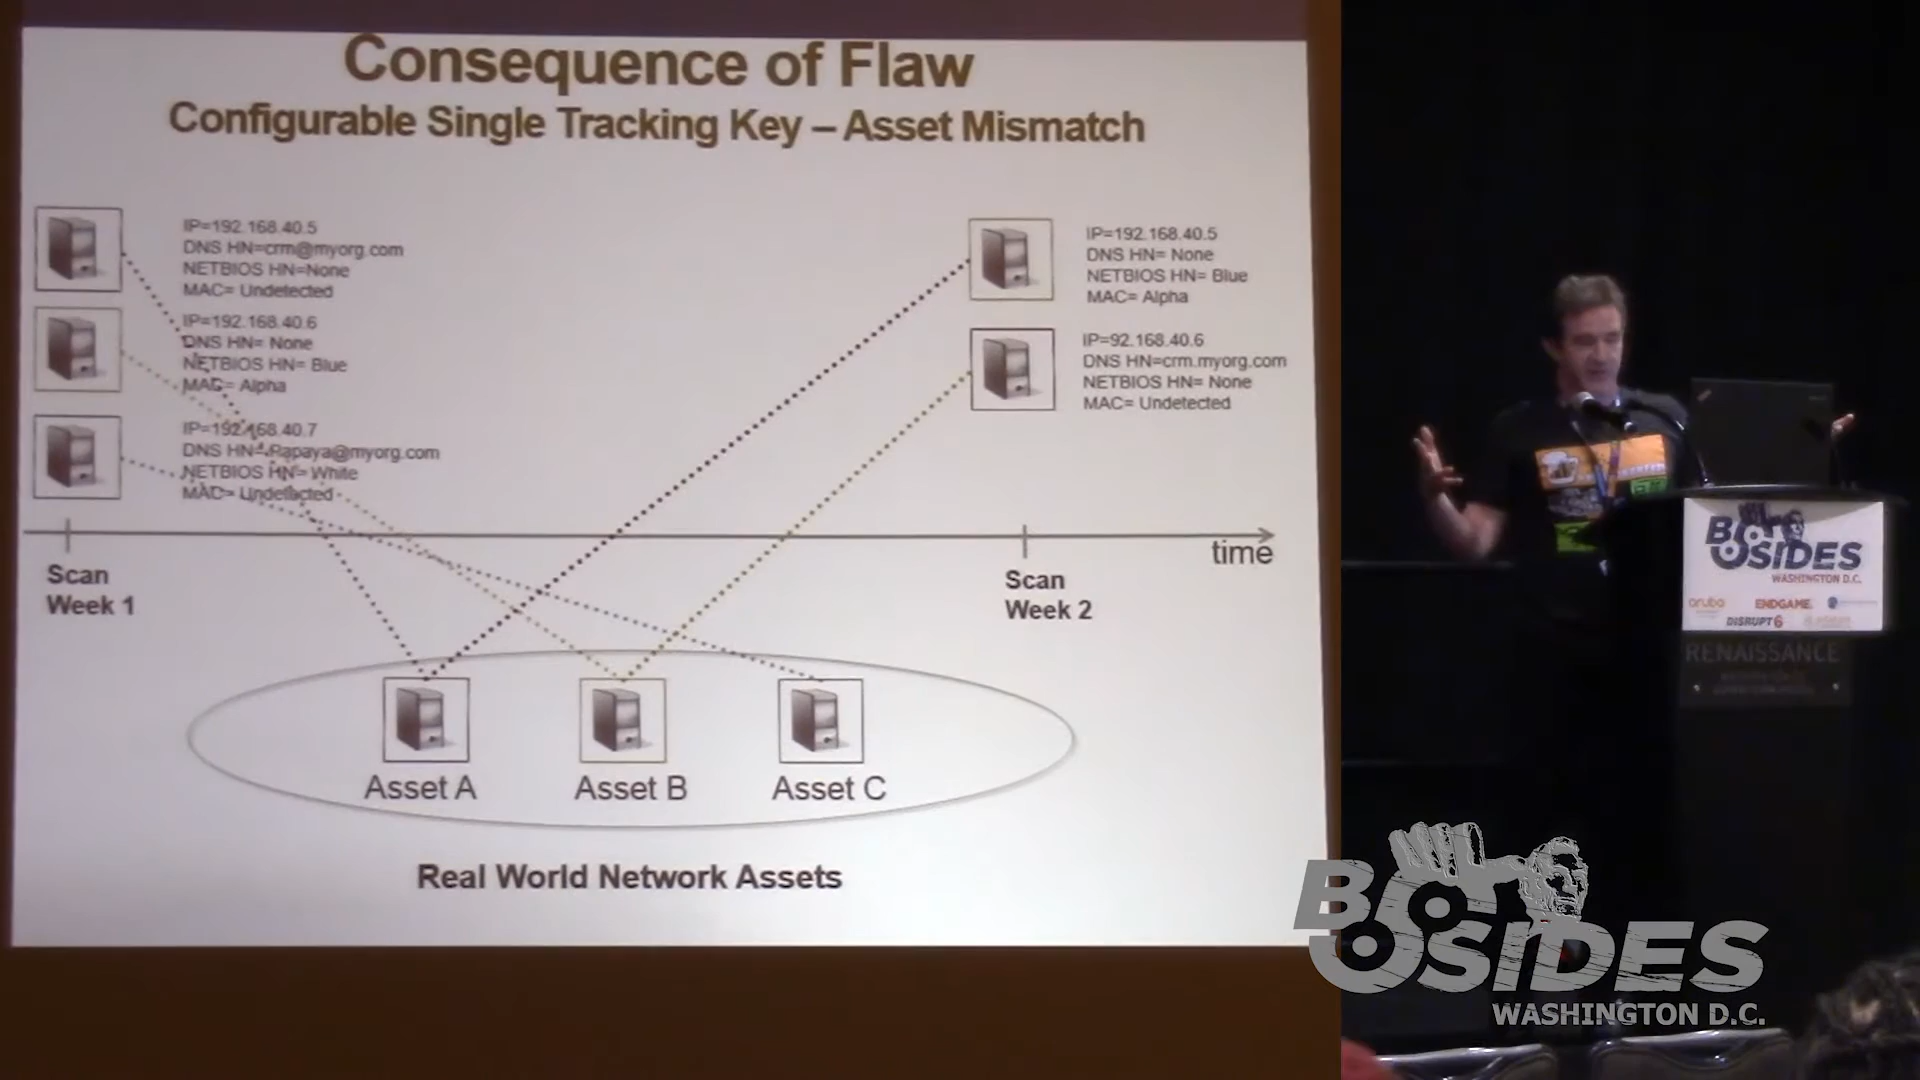 Consequence of Flaw
Configurable Single Tracking Key – Asset Mismatch
IP=192.168.40.5
DNS HN=crm@myorg.com
NETBIOS HN=None
MAC= Undetected
IP=192.168.40.6
DNS HN= None
NETBIOS HN= Blue
MAC= Alpha
IP=192.168.40.7
DNS HN= Papaya@myorg.com
NETBIOS HN= White
MAC= Undetected
IP=192.168.40.5
DNS HN= None
NETBIOS HN= Blue
MAC= Alpha
IP=92.168.40.6
DNS HN=crm.myorg.com
NETBIOS HN= None
MAC= Undetected
time
Scan
Week 1
Scan
Week 2
Asset A
Asset B
Asset C
Real World Network Assets
BSIDES
WASHINGTON D.C.
aruba
ENDGAME.
DISRUPT6
RENAISSANCE
BSIDES
WASHINGTON D.C.